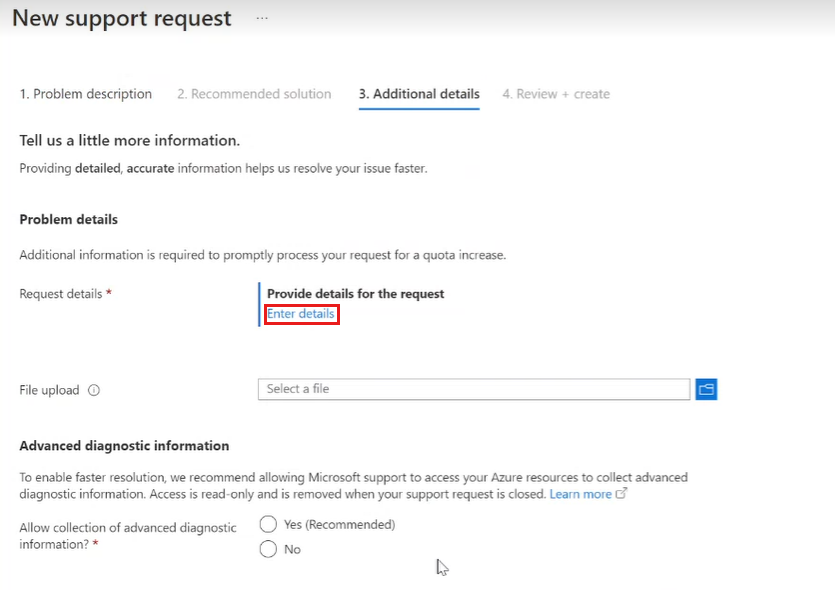 New support request ...
1. Problem description 2. Recommended solution 3. Additional details 4. Review + create
Tell us a little more information.
Providing detailed, accurate information helps us resolve your issue faster.
Problem details
Additional information is required to promptly process your request for a quota increase.
Request details * Provide details for the request
Enter details
File upload Select a file
Advanced diagnostic information
To enable faster resolution, we recommend allowing Microsoft support to access your Azure resources to collect advanced
diagnostic information. Access is read-only and is removed when your support request is closed. Learn more
Allow collection of advanced diagnostic
information? *
Yes (Recommended)
No